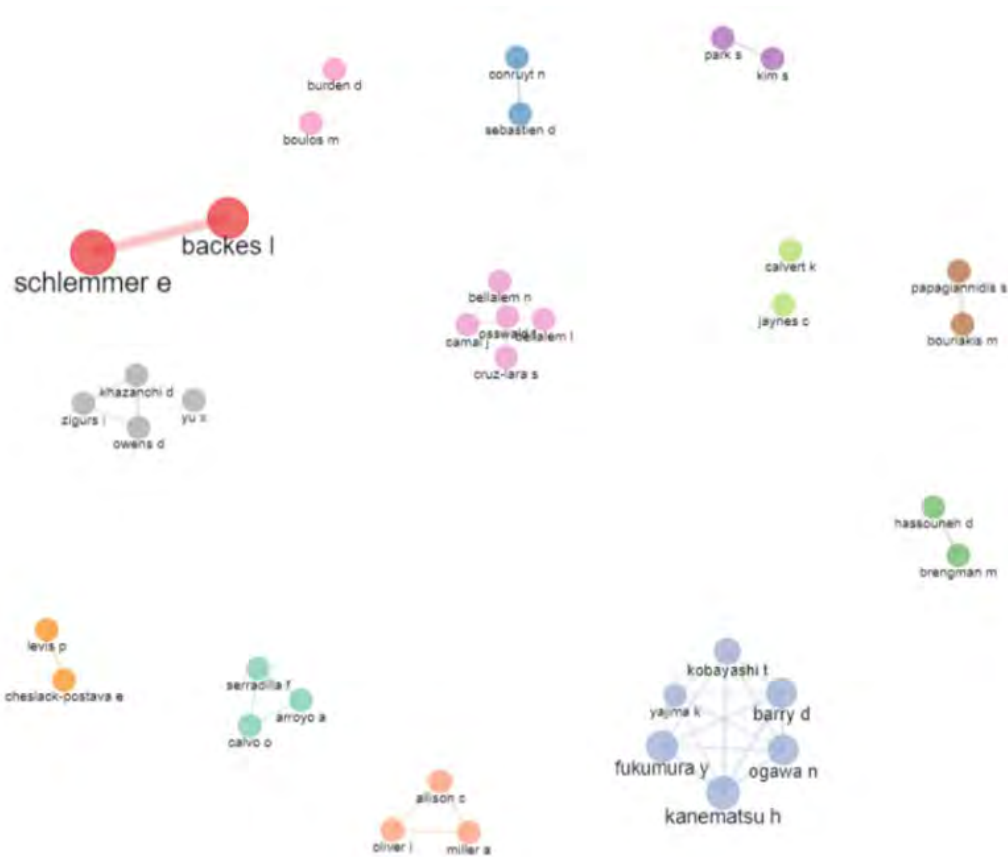 park s
kim s
burden d
conruyt n
boulos m
sebastien d
backes l
schlemmer e
calvert k
papagiannidis s
bellalem n
jaynes c
bourlakis m
camal j
bellalem l
cruz-lara s
khazanchi d
zigurs i
yu x
owens d
hassouneh d
brengman m
levis p
cheslack-postava e
serradilla f
arroyo a
calvo o
kobayashi t
yajima k
barry d
fukumura y
ogawa n
kanematsu h
allison c
oliver i
miller a